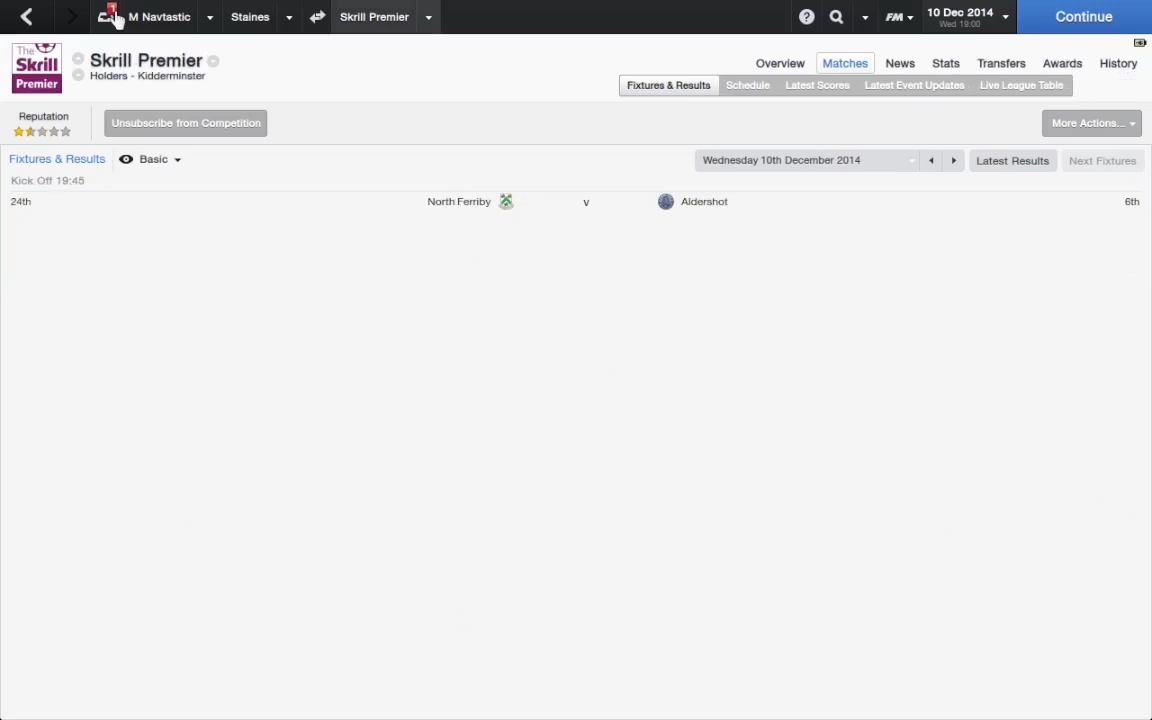 1
M Navtastic
Staines
Skrill Premier
?
FM
10 Dec 2014
Wed 19:00
Continue
The
Skrill
Premier
Skrill Premier
Holders - Kidderminster
Overview
Matches
News
Stats
Transfers
Awards
History
Fixtures & Results
Schedule
Latest Scores
Latest Event Updates
Live League Table
Reputation
Unsubscribe from Competition
More Actions...
Fixtures & Results
Basic
Wednesday 10th December 2014
Latest Results
Next Fixtures
Kick Off 19:45
24th North Ferriby v Aldershot 6th